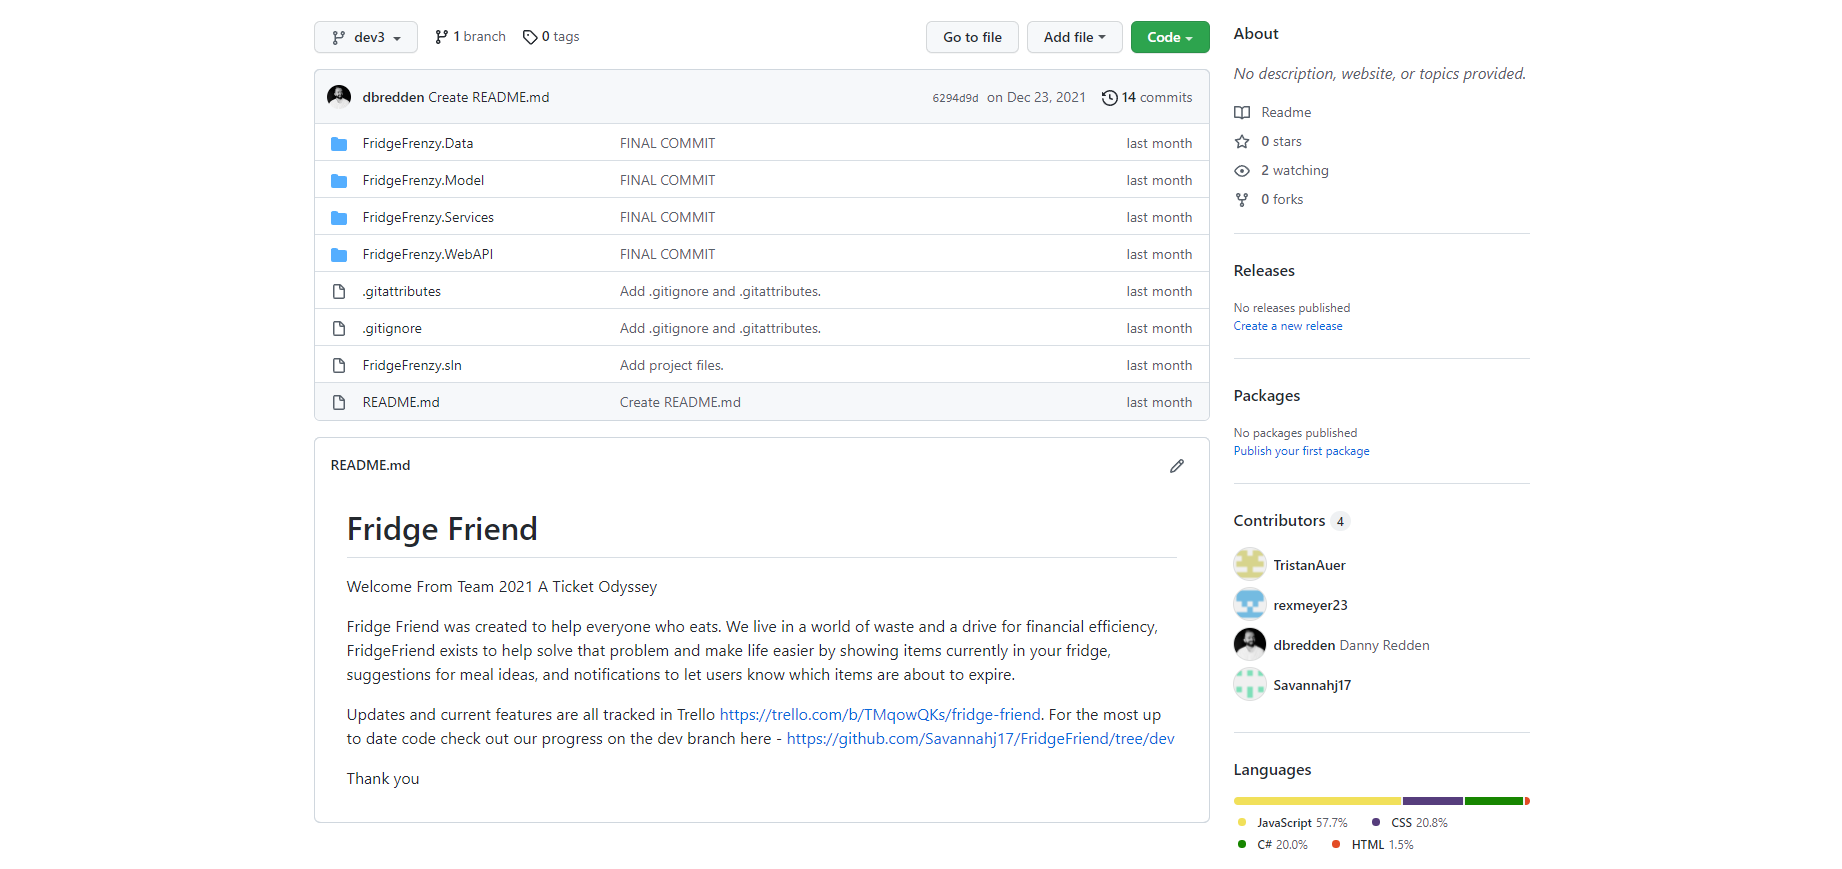 dev3
1 branch
0 tags
Go to file
Add file
Code
dbredden Create README.md
6294d9d on Dec 23, 2021
14 commits
FridgeFrenzy.Data FINAL COMMIT last month
FridgeFrenzy.Model FINAL COMMIT last month
FridgeFrenzy.Services FINAL COMMIT last month
FridgeFrenzy.WebAPI FINAL COMMIT last month
.gitattributes Add .gitignore and .gitattributes. last month
.gitignore Add .gitignore and .gitattributes. last month
FridgeFrenzy.sln Add project files. last month
README.md Create README.md last month
README.md
Fridge Friend
Welcome From Team 2021 A Ticket Odyssey
Fridge Friend was created to help everyone who eats. We live in a world of waste and a drive for financial efficiency,
FridgeFriend exists to help solve that problem and make life easier by showing items currently in your fridge,
suggestions for meal ideas, and notifications to let users know which items are about to expire.
Updates and current features are all tracked in Trello https://trello.com/b/TMqowQKs/fridge-friend. For the most up
to date code check out our progress on the dev branch here - https://github.com/Savannahj17/FridgeFriend/tree/dev
Thank you
About
No description, website, or topics provided.
Readme
0 stars
2 watching
0 forks
Releases
No releases published
Create a new release
Packages
No packages published
Publish your first package
Contributors 4
TristanAuer
rexmeyer23
dbredden Danny Redden
Savannahj17
Languages
JavaScript 57.7% CSS 20.8%
C# 20.0% HTML 1.5%